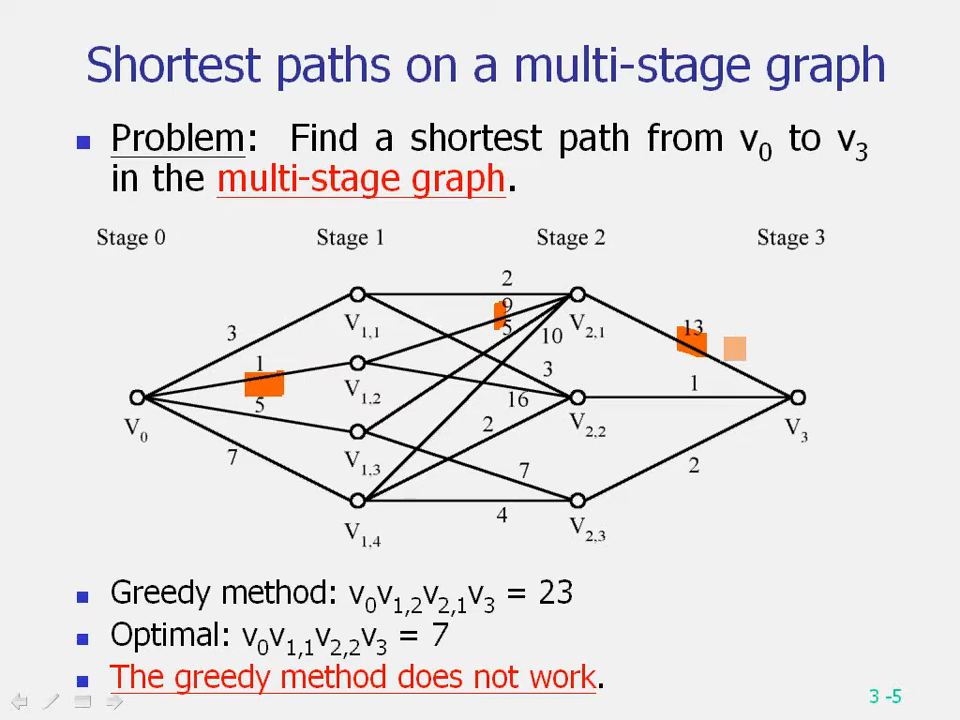 Shortest paths on a multi-stage graph
Problem: Find a shortest path from v0 to v3
in the multi-stage graph.
Stage 0 Stage 1 Stage 2 Stage 3
2
9
5
3
V1,1
10
V2,1
13
1
V1,2
3
16
1
5
2
V0
V2,2
V3
7
V1,3
7
2
4
V1,4
V2,3
Greedy method: v0v1,2v2,1v3 = 23
Optimal: v0v1,1v2,2v3 = 7
The greedy method does not work.
3 -5